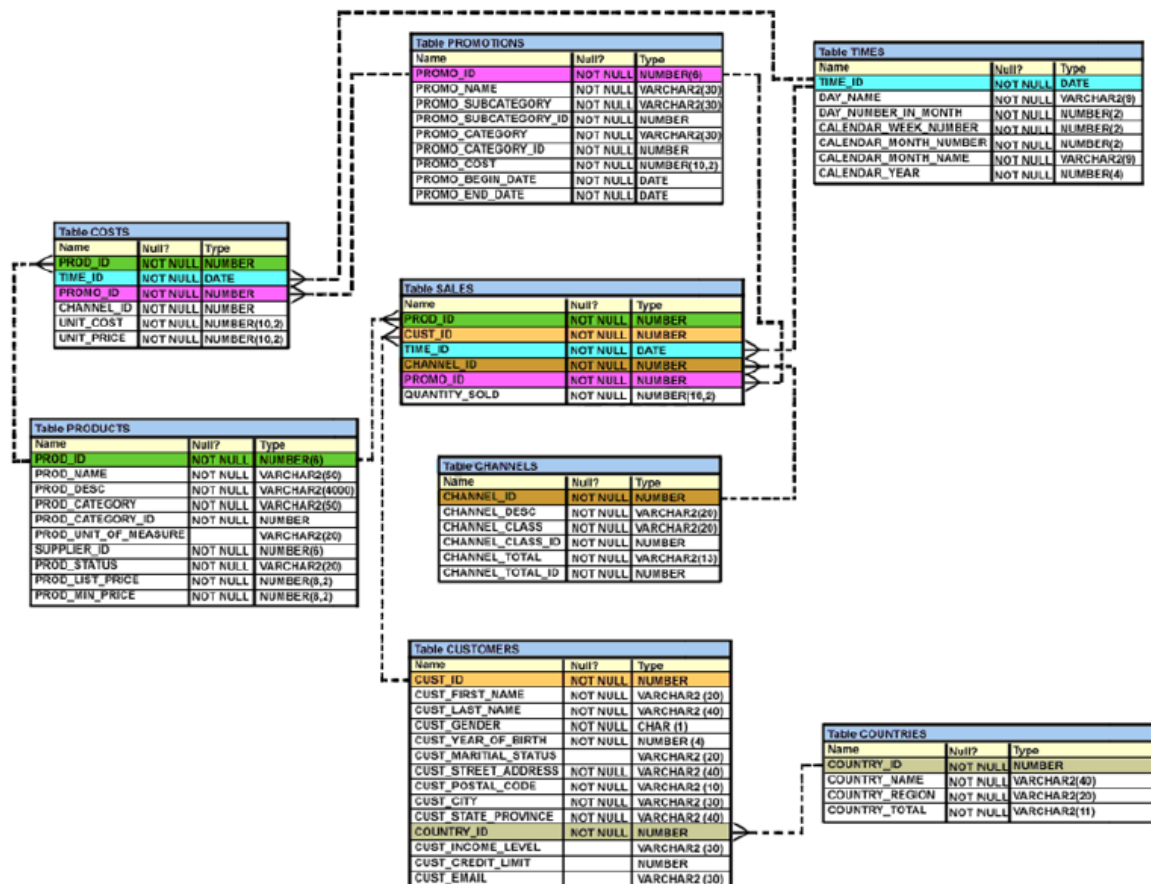 Table PROMOTIONS
Name Null? Type
PROMO_ID NOT NULL NUMBER(6)
PROMO_NAME NOT NULL VARCHAR2(30)
PROMO_SUBCATEGORY NOT NULL VARCHAR2(30)
PROMO_SUBCATEGORY_ID NOT NULL NUMBER
PROMO_CATEGORY NOT NULL VARCHAR2(30)
PROMO_CATEGORY_ID NOT NULL NUMBER
PROMO_COST NOT NULL NUMBER(10,2)
PROMO_BEGIN_DATE NOT NULL DATE
PROMO_END_DATE NOT NULL DATE
Table TIMES
Name Null? Type
TIME_ID NOT NULL DATE
DAY_NAME NOT NULL VARCHAR2(9)
DAY_NUMBER_IN_MONTH NOT NULL NUMBER(2)
CALENDAR_WEEK_NUMBER NOT NULL NUMBER(2)
CALENDAR_MONTH_NUMBER NOT NULL NUMBER(2)
CALENDAR_MONTH_NAME NOT NULL VARCHAR2(9)
CALENDAR_YEAR NOT NULL NUMBER(4)
Table COSTS
Name Null? Type
PROD_ID NOT NULL NUMBER
TIME_ID NOT NULL DATE
PROMO_ID NOT NULL NUMBER
CHANNEL_ID NOT NULL NUMBER
UNIT_COST NOT NULL NUMBER(10,2)
UNIT_PRICE NOT NULL NUMBER(10,2)
Table SALES
Name Null? Type
PROD_ID NOT NULL NUMBER
CUST_ID NOT NULL NUMBER
TIME_ID NOT NULL DATE
CHANNEL_ID NOT NULL NUMBER
PROMO_ID NOT NULL NUMBER
QUANTITY_SOLD NOT NULL NUMBER(10,2)
Table PRODUCTS
Name Null? Type
PROD_ID NOT NULL NUMBER(6)
PROD_NAME NOT NULL VARCHAR2(50)
PROD_DESC NOT NULL VARCHAR2(4000)
PROD_CATEGORY NOT NULL VARCHAR2(50)
PROD_CATEGORY_ID NOT NULL NUMBER
PROD_UNIT_OF_MEASURE VARCHAR2(20)
SUPPLIER_ID NOT NULL NUMBER(6)
PROD_STATUS NOT NULL VARCHAR2(20)
PROD_LIST_PRICE NOT NULL NUMBER(8,2)
PROD_MIN_PRICE NOT NULL NUMBER(8,2)
Table CHANNELS
Name Null? Type
CHANNEL_ID NOT NULL NUMBER
CHANNEL_DESC NOT NULL VARCHAR2(20)
CHANNEL_CLASS NOT NULL VARCHAR2(20)
CHANNEL_CLASS_ID NOT NULL NUMBER
CHANNEL_TOTAL NOT NULL VARCHAR2(13)
CHANNEL_TOTAL_ID NOT NULL NUMBER
Table CUSTOMERS
Name Null? Type
CUST_ID NOT NULL NUMBER
CUST_FIRST_NAME NOT NULL VARCHAR2 (20)
CUST_LAST_NAME NOT NULL VARCHAR2 (40)
CUST_GENDER NOT NULL CHAR (1)
CUST_YEAR_OF_BIRTH NOT NULL NUMBER (4)
CUST_MARITIAL_STATUS VARCHAR2 (20)
CUST_STREET_ADDRESS NOT NULL VARCHAR2 (40)
CUST_POSTAL_CODE NOT NULL VARCHAR2 (10)
CUST_CITY NOT NULL VARCHAR2 (30)
CUST_STATE_PROVINCE NOT NULL VARCHAR2 (40)
COUNTRY_ID NOT NULL NUMBER
CUST_INCOME_LEVEL VARCHAR2 (30)
CUST_CREDIT_LIMIT NUMBER
CUST_EMAIL VARCHAR2 (30)
Table COUNTRIES
Name Null? Type
COUNTRY_ID NOT NULL NUMBER
COUNTRY_NAME NOT NULL VARCHAR2(40)
COUNTRY_REGION NOT NULL VARCHAR2(20)
COUNTRY_TOTAL NOT NULL VARCHAR2(11)